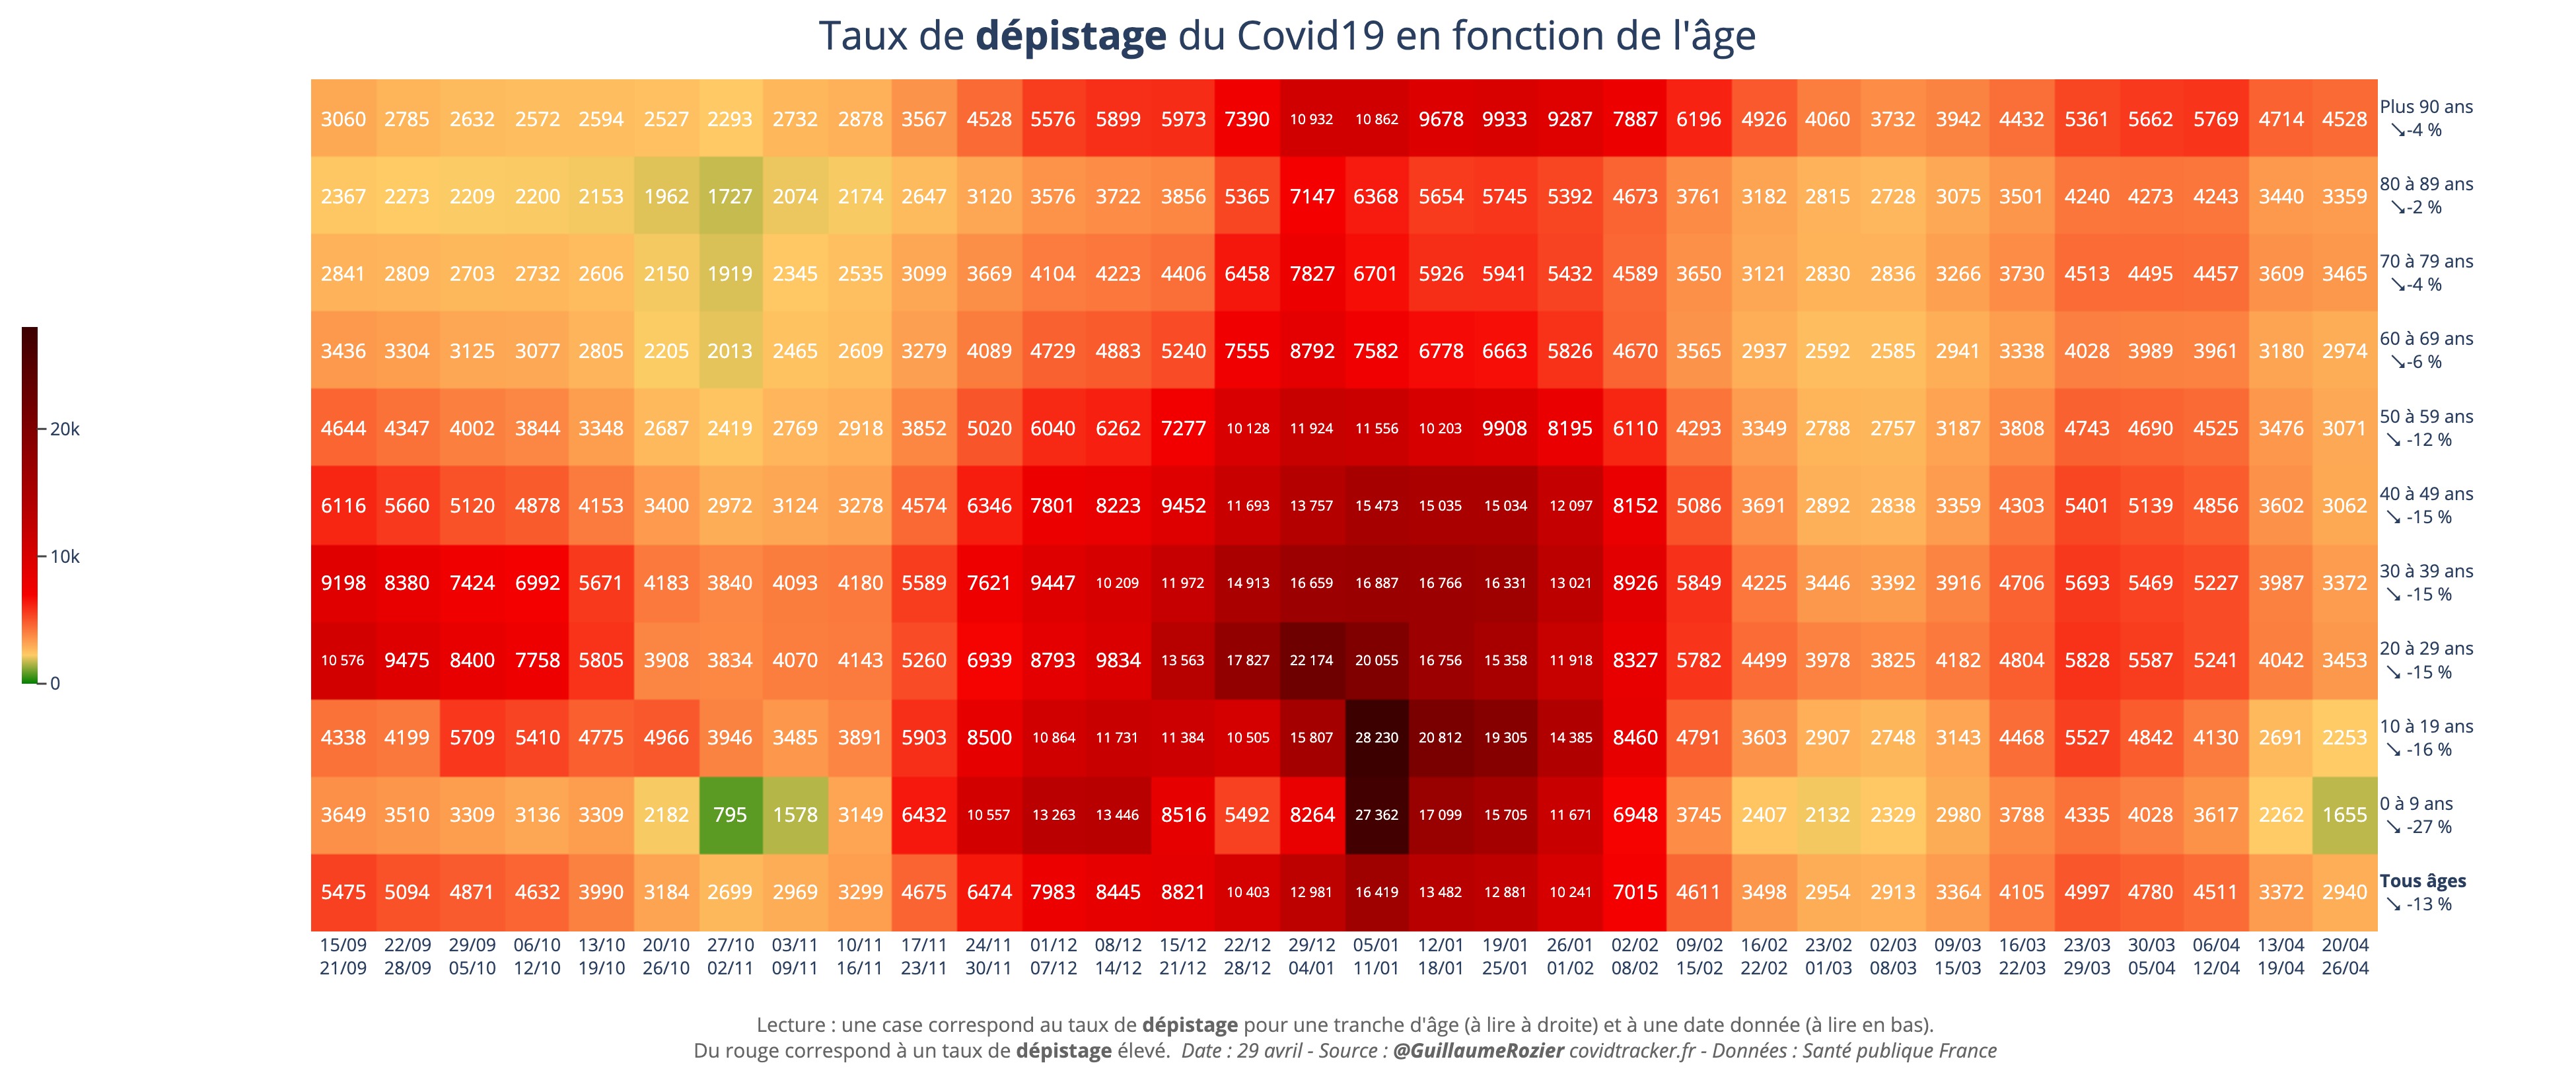 Taux de dépistage du Covid19 en fonction de l'âge
3060 2785 2632 2572 2594 2527 2293 2732 2878 3567 4528 5576 5899 5973 7390 10 932 10 862 9678 9933 9287 7887 6196 4926 4060 3732 3942 4432 5361 5662 5769 4714 4528 Plus 90 ans
↘-4 %
2367 2273 2209 2200 2153 1962 1727 2074 2174 2647 3120 3576 3722 3856 5365 7147 6368 5654 5745 5392 4673 3761 3182 2815 2728 3075 3501 4240 4273 4243 3440 3359 80 à 89 ans
↘-2 %
2841 2809 2703 2732 2606 2150 1919 2345 2535 3099 3669 4104 4223 4406 6458 7827 6701 5926 5941 5432 4589 3650 3121 2830 2836 3266 3730 4513 4495 4457 3609 3465 70 à 79 ans
↘-4 %
3436 3304 3125 3077 2805 2205 2013 2465 2609 3279 4089 4729 4883 5240 7555 8792 7582 6778 6663 5826 4670 3565 2937 2592 2585 2941 3338 4028 3989 3961 3180 2974 60 à 69 ans
↘-6 %
4644 4347 4002 3844 3348 2687 2419 2769 2918 3852 5020 6040 6262 7277 10 128 11 924 11 556 10 203 9908 8195 6110 4293 3349 2788 2757 3187 3808 4743 4690 4525 3476 3071 50 à 59 ans
↘ -12 %
6116 5660 5120 4878 4153 3400 2972 3124 3278 4574 6346 7801 8223 9452 11 693 13 757 15 473 15 035 15 034 12 097 8152 5086 3691 2892 2838 3359 4303 5401 5139 4856 3602 3062 40 à 49 ans
↘ -15 %
9198 8380 7424 6992 5671 4183 3840 4093 4180 5589 7621 9447 10 209 11 972 14 913 16 659 16 887 16 766 16 331 13 021 8926 5849 4225 3446 3392 3916 4706 5693 5469 5227 3987 3372 30 à 39 ans
↘ -15 %
10 576 9475 8400 7758 5805 3908 3834 4070 4143 5260 6939 8793 9834 13 563 17 827 22 174 20 055 16 756 15 358 11 918 8327 5782 4499 3978 3825 4182 4804 5828 5587 5241 4042 3453 20 à 29 ans
↘ -15 %
4338 4199 5709 5410 4775 4966 3946 3485 3891 5903 8500 10 864 11 731 11 384 10 505 15 807 28 230 20 812 19 305 14 385 8460 4791 3603 2907 2748 3143 4468 5527 4842 4130 2691 2253 10 à 19 ans
↘ -16 %
3649 3510 3309 3136 3309 2182 795 1578 3149 6432 10 557 13 263 13 446 8516 5492 8264 27 362 17 099 15 705 11 671 6948 3745 2407 2132 2329 2980 3788 4335 4028 3617 2262 1655 0 à 9 ans
↘ -27 %
5475 5094 4871 4632 3990 3184 2699 2969 3299 4675 6474 7983 8445 8821 10 403 12 981 16 419 13 482 12 881 10 241 7015 4611 3498 2954 2913 3364 4105 4997 4780 4511 3372 2940 Tous âges
↘ -13 %
20k
10k
0
15/09 22/09 29/09 06/10 13/10 20/10 27/10 03/11 10/11 17/11 24/11 01/12 08/12 15/12 22/12 29/12 05/01 12/01 19/01 26/01 02/02 09/02 16/02 23/02 02/03 09/03 16/03 23/03 30/03 06/04 13/04 20/04
21/09 28/09 05/10 12/10 19/10 26/10 02/11 09/11 16/11 23/11 30/11 07/12 14/12 21/12 28/12 04/01 11/01 18/01 25/01 01/02 08/02 15/02 22/02 01/03 08/03 15/03 22/03 29/03 05/04 12/04 19/04 26/04
Lecture : une case correspond au taux de dépistage pour une tranche d'âge (à lire à droite) et à une date donnée (à lire en bas).
Du rouge correspond à un taux de dépistage élevé. Date : 29 avril - Source : @GuillaumeRozier covidtracker.fr - Données : Santé publique France